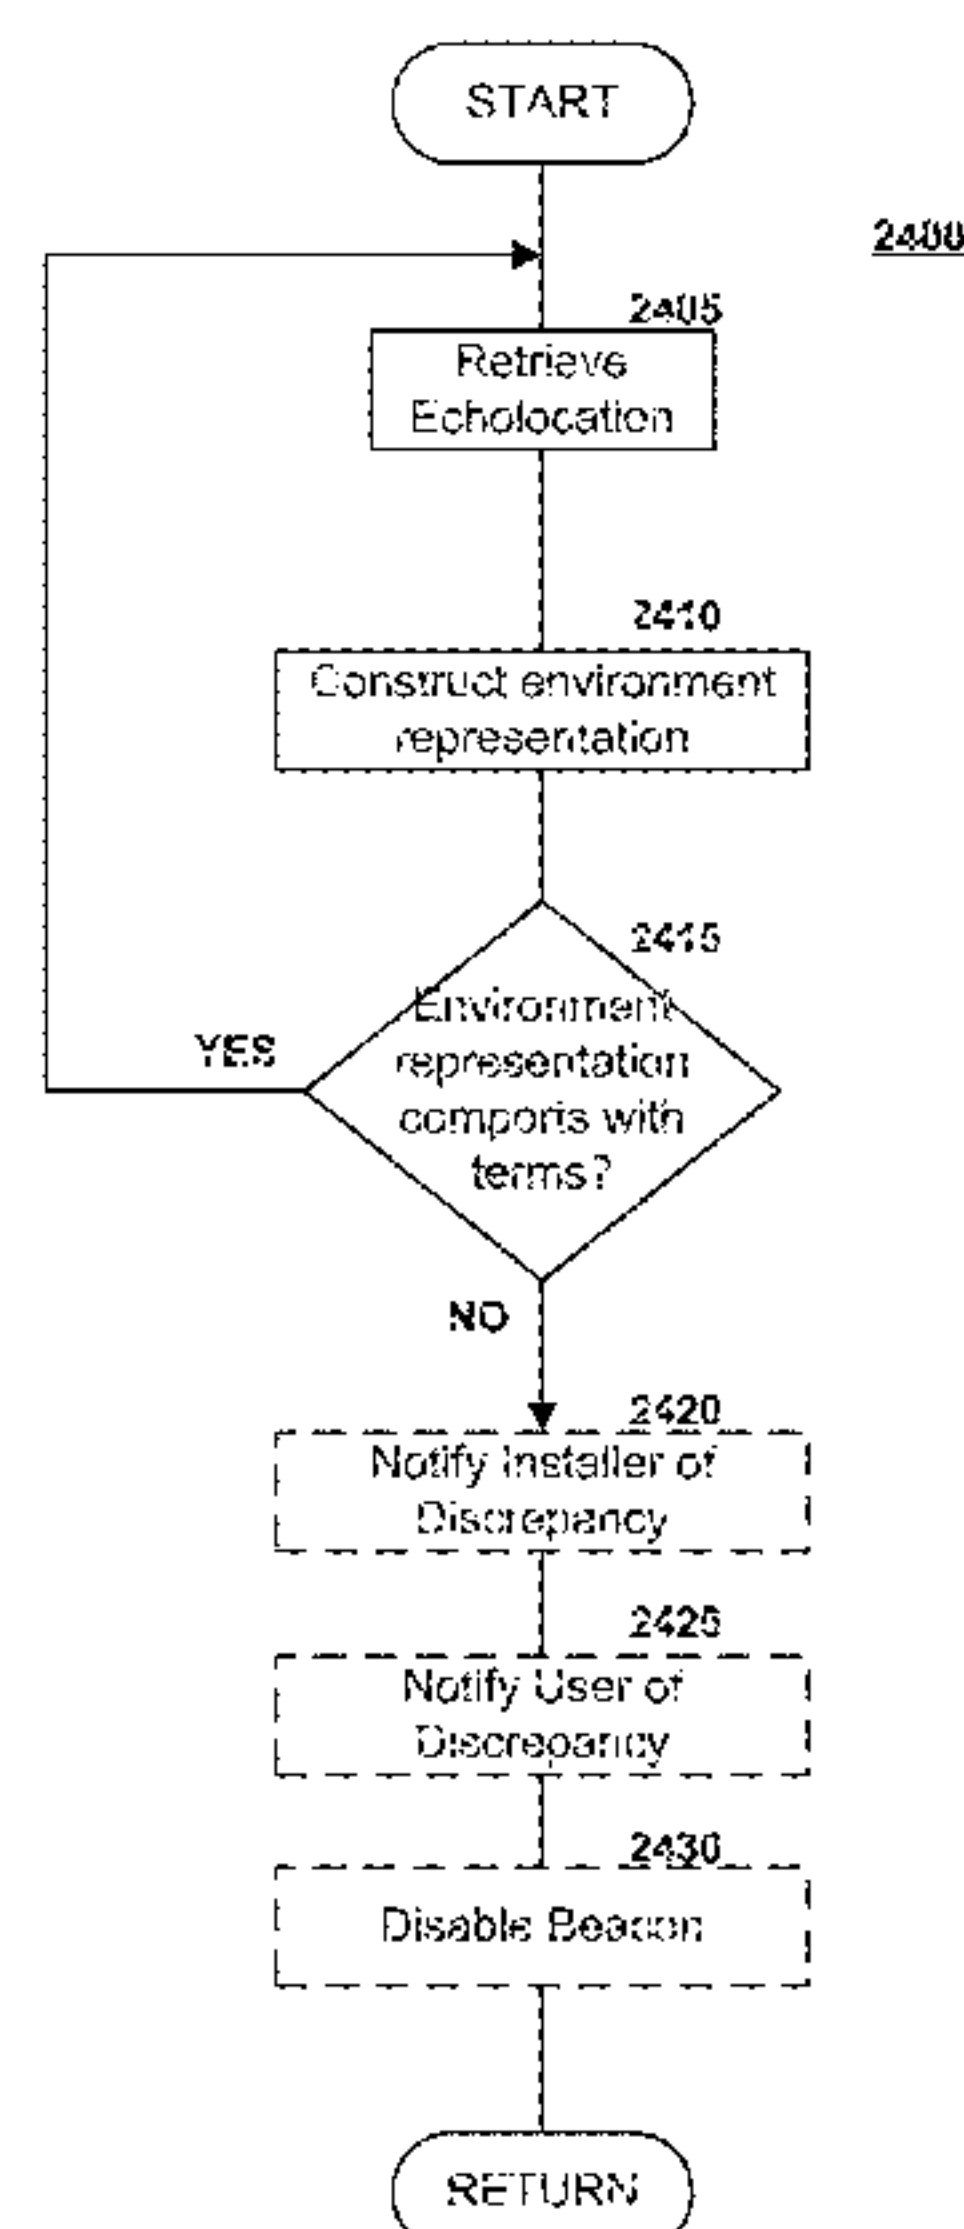 START
2400
2405
Retrieve
Echolocation
2410
Construct environment
representation
2415
Environment
representation
comports with
terms?
YES
NO
2420
Notify Installer of
Discrepancy
2425
Notify User of
Discrepancy
2430
Disable Beacon
RETURN